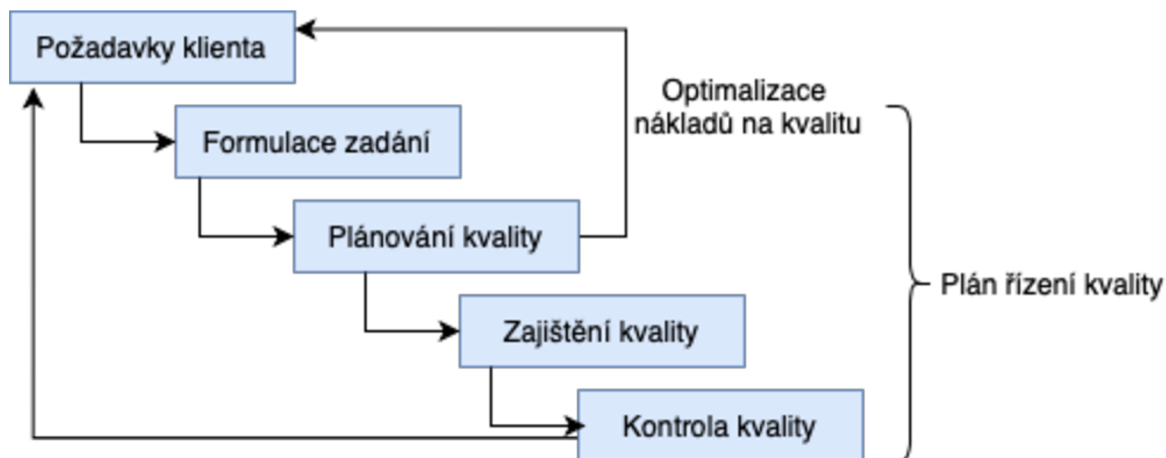 Požadavky klienta
Optimalizace
nákladů na kvalitu
Formulace zadání
Plánování kvality
Plán řízení kvality
Zajištění kvality
Kontrola kvality